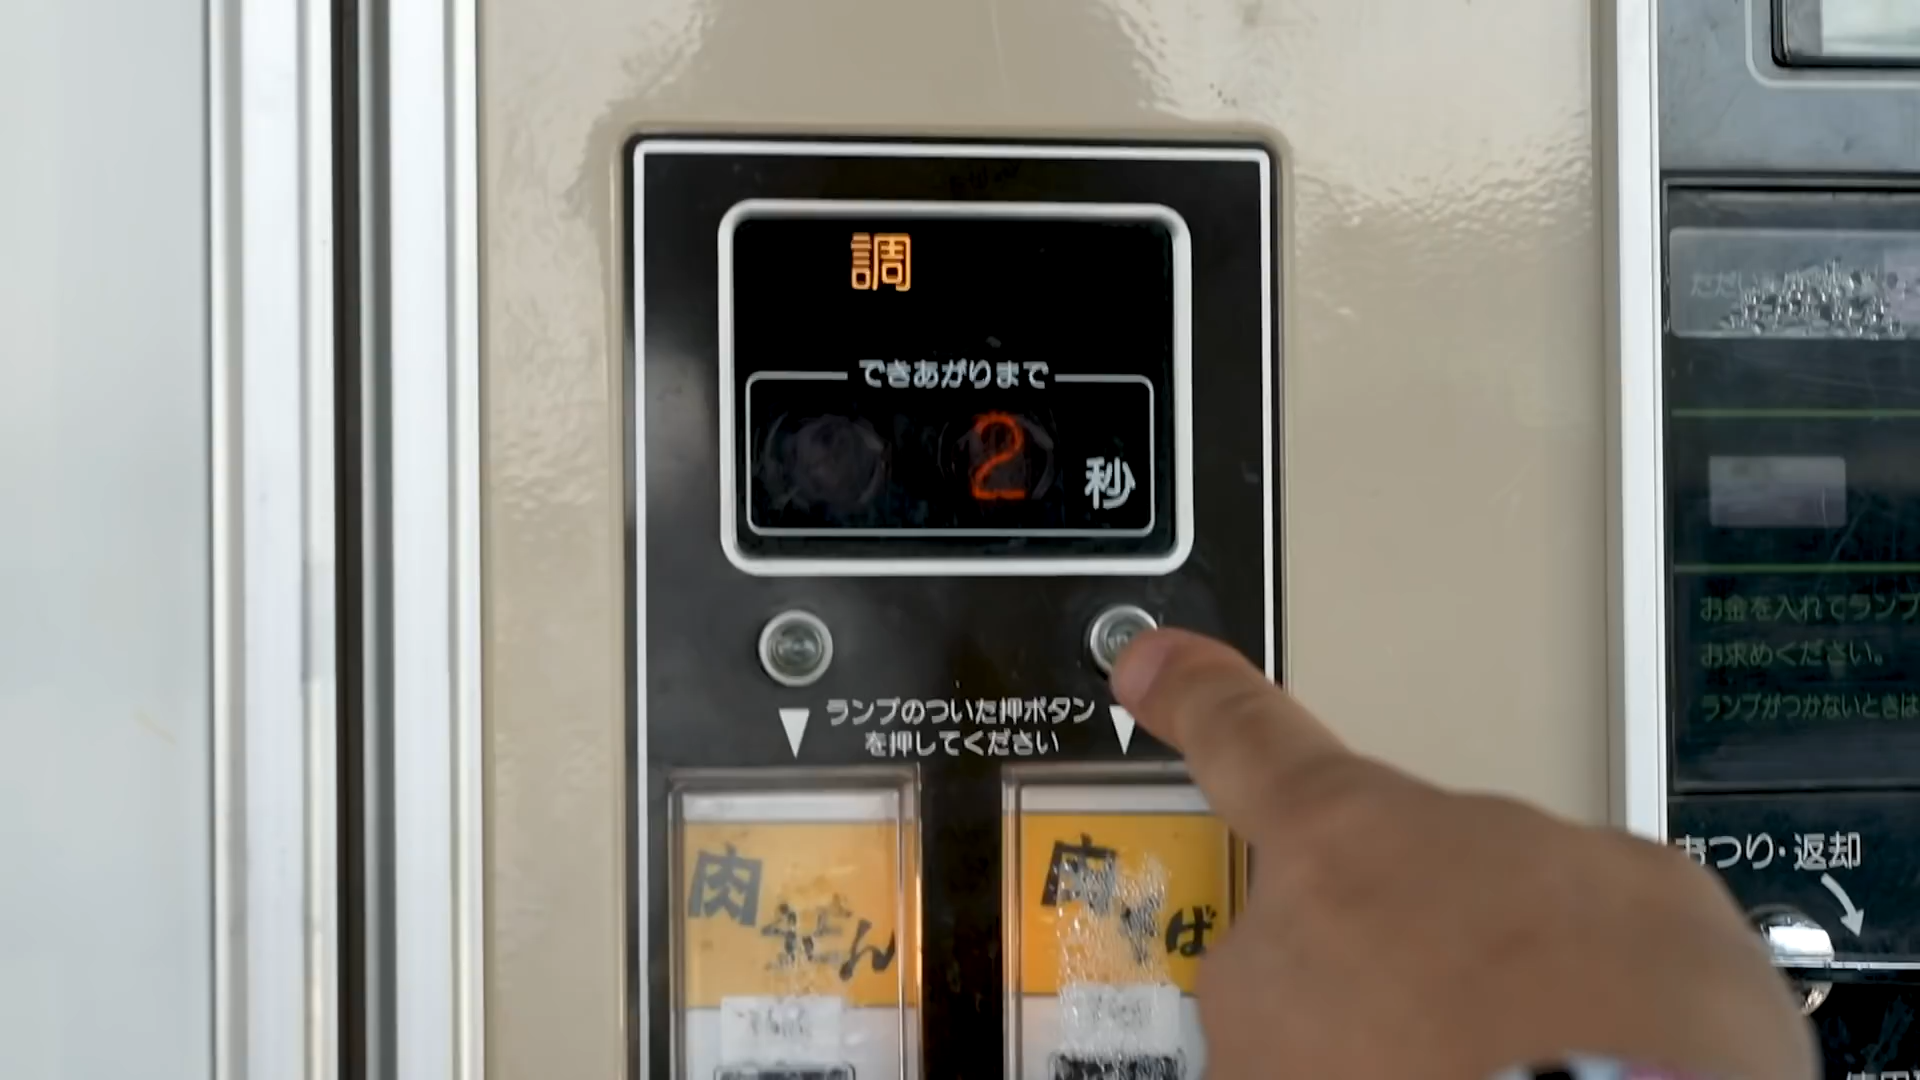 調
できあがりまで
2 秒
ランプのついた押ボタン
を押してください
肉うどん
肉そば
お金を入れてランプ
お求めください。
ランプがつかないときは
おつり・返却